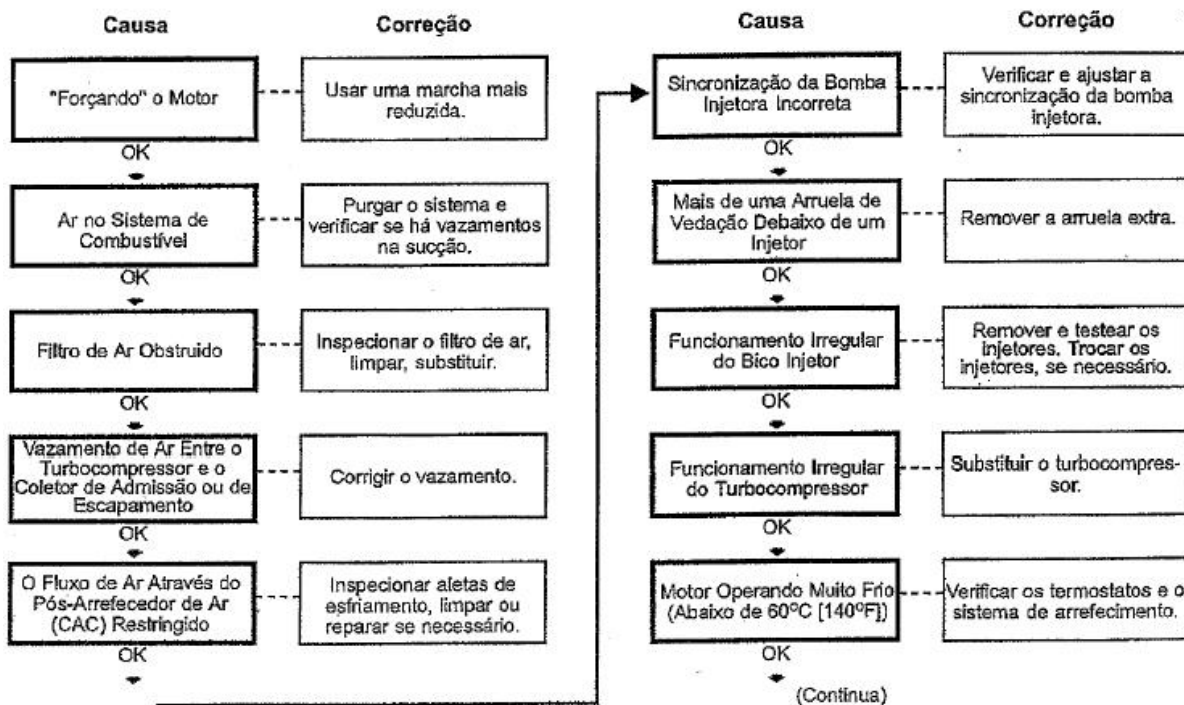 Causa
Correção
"Forçando" o Motor
Usar uma marcha mais
reduzida.
OK
Ar no Sistema de
Combustível
Purgar o sistema e
verificar se há vazamentos
na sucção.
OK
Filtro de Ar Obstruido
Inspecionar o filtro de ar,
limpar, substituir.
OK
Vazamento de Ar Entre o
Turbocompressor e o
Coletor de Admissão ou de
Escapamento
Corrigir o vazamento.
OK
O Fluxo de Ar Através do
Pós-Arrefecedor de Ar
(CAC) Restringido
Inspecionar afetas de
esfriamento, limpar ou
reparar se necessário.
OK
Causa
Correção
Sincronização da Bomba
Injetora Incorreta
Verificar e ajustar a
sincronização da bomba
injetora.
OK
Mais de uma Arruela de
Vedação Debaixo de um
Injetor
Remover a arruela extra.
OK
Funcionamento Irregular
do Bico Injetor
Remover e testear os
injetores. Trocar os
injetores, se necessário.
OK
Funcionamento Irregular
do Turbocompressor
Substituir o turbocompres-
sor.
OK
Motor Operando Muito Frio
(Abaixo de 60ºC [140ºF])
Verificar os termostatos e o
sistema de arrefecimento.
OK
(Continua)